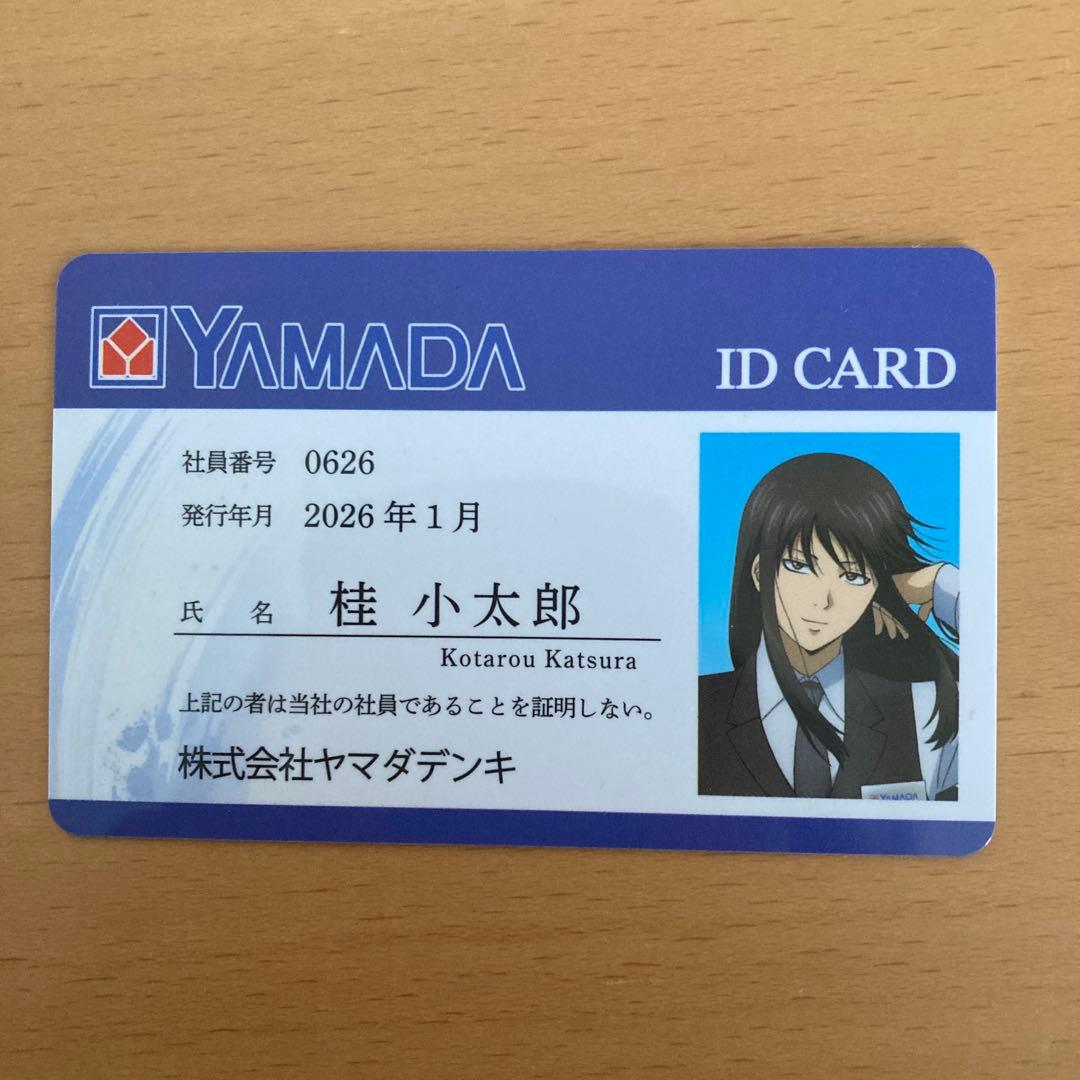 YAMADA
ID CARD
社員番号 0626
発行年月 2026年1月
氏 名 桂 小太郎
Kotarou Katsura
上記の者は当社の社員であることを証明しない。
株式会社ヤマダデンキ
YAMADA